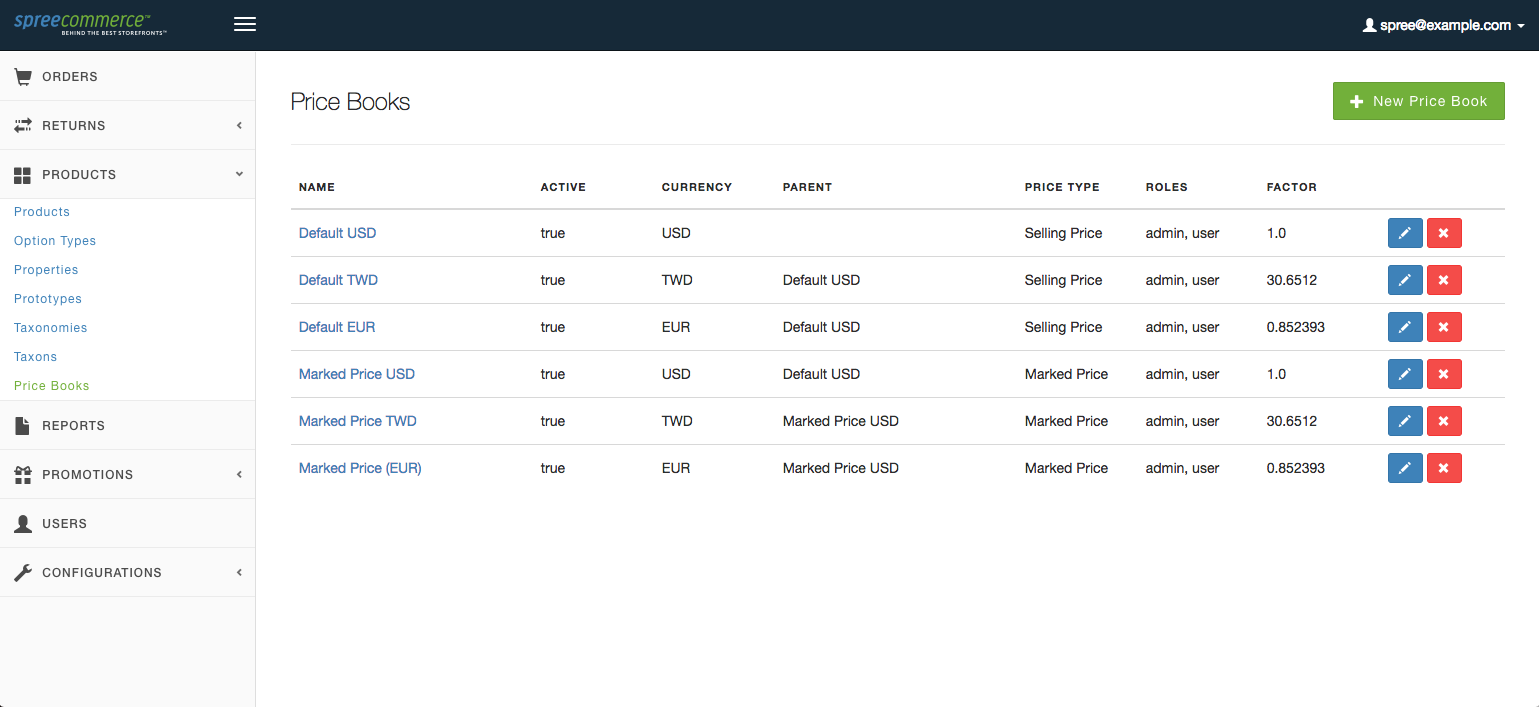 spreecommerce™
BEHIND THE BEST STOREFRONTS™
spree@example.com
ORDERS
RETURNS
PRODUCTS
Products
Option Types
Properties
Prototypes
Taxonomies
Taxons
Price Books
REPORTS
PROMOTIONS
USERS
CONFIGURATIONS
Price Books
New Price Book
NAME ACTIVE CURRENCY PARENT PRICE TYPE ROLES FACTOR
Default USD true USD Selling Price admin, user 1.0
Default TWD true TWD Default USD Selling Price admin, user 30.6512
Default EUR true EUR Default USD Selling Price admin, user 0.852393
Marked Price USD true USD Default USD Marked Price admin, user 1.0
Marked Price TWD true TWD Marked Price USD Marked Price admin, user 30.6512
Marked Price (EUR) true EUR Marked Price USD Marked Price admin, user 0.852393